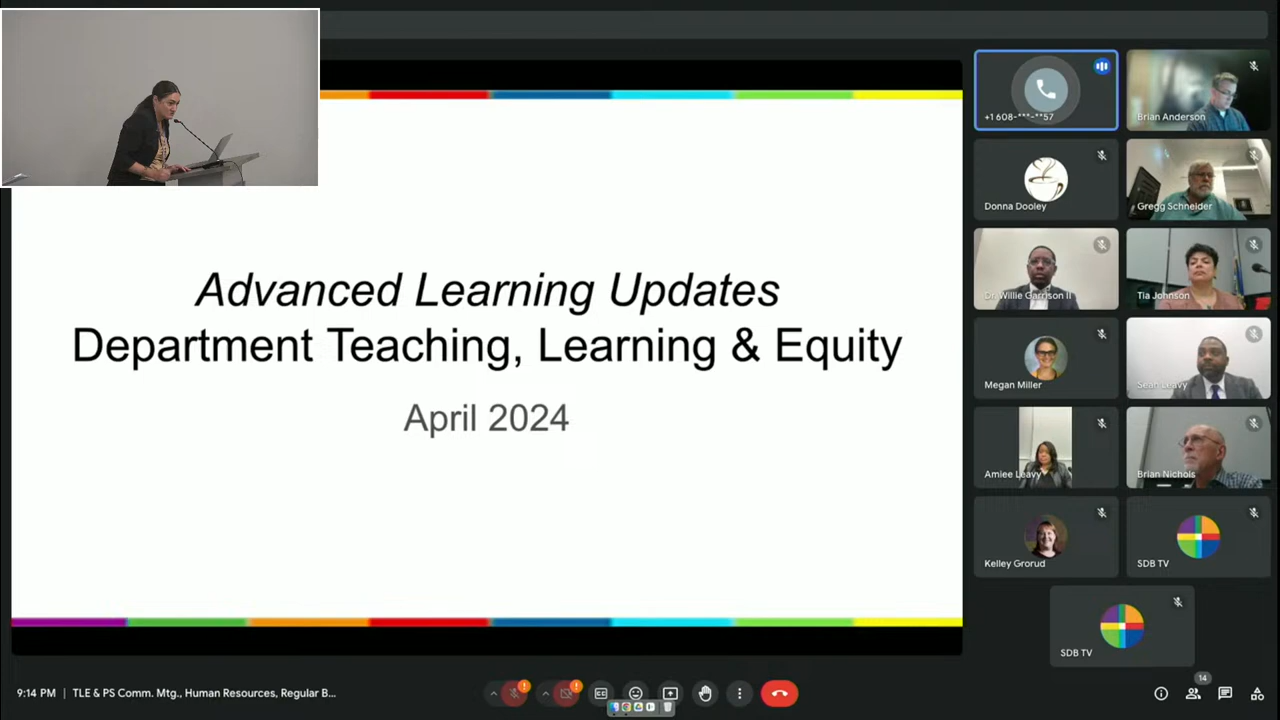 Advanced Learning Updates
Department Teaching, Learning & Equity
April 2024
+1 608-***-**57
Brian Anderson
Donna Dooley
Gregg Schneider
Dr. Willie Garrison II
Tia Johnson
Megan Miller
Sean Leavy
Amiee Leavy
Brian Nichols
Kelley Grorud
SDB TV
SDB TV
9:14 PM | TLE & PS Comm. Mtg., Human Resources, Regular B...
CC
14